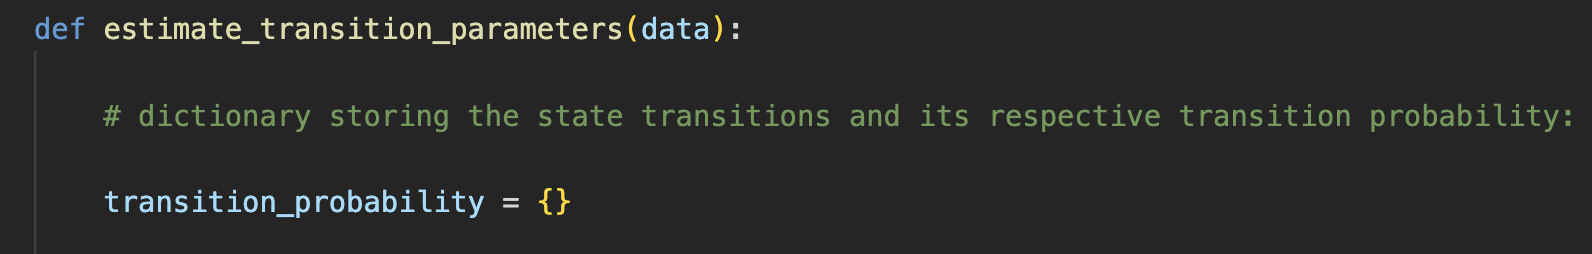 def estimate_transition_parameters(data):
# dictionary storing the state transitions and its respective transition probability:
transition_probability = {}